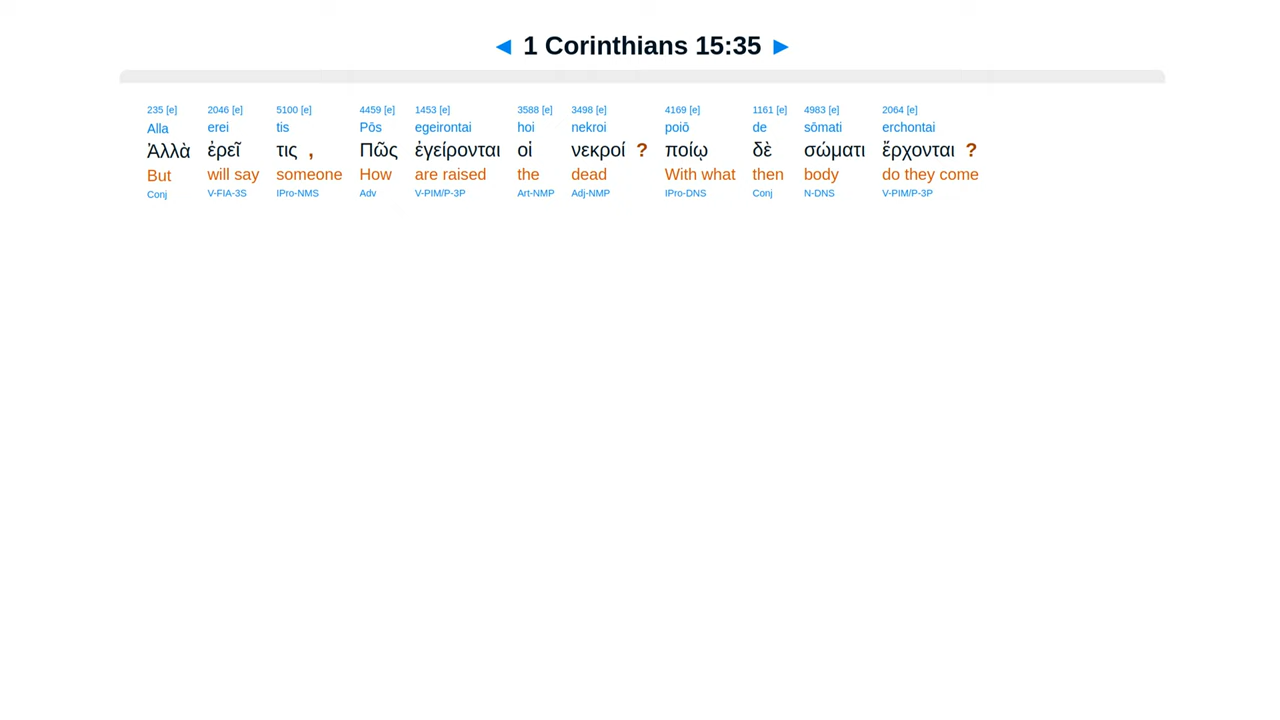 ◄ 1 Corinthians 15:35 ►
235 [e] 2046 [e] 5100 [e] 4459 [e] 1453 [e] 3588 [e] 3498 [e] 4169 [e] 1161 [e] 4983 [e] 2064 [e]
Alla erei tis Pōs egeirontai hoi nekroi poiō de sōmati erchontai
Ἀλλὰ ἐρεῖ τις , Πῶς ἐγείρονται οἱ νεκροί ? ποίῳ δὲ σώματι ἔρχονται ?
But will say someone How are raised the dead With what then body do they come
Conj V-FIA-3S IPro-NMS Adv V-PIM/P-3P Art-NMP Adj-NMP IPro-DNS Conj N-DNS V-PIM/P-3P